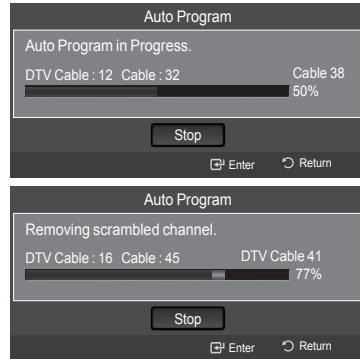 Auto Program
Auto Program in Progress.
DTV Cable : 12 Cable : 32 Cable 38
50%
Stop
Enter Return
Auto Program
Removing scrambled channel.
DTV Cable : 16 Cable : 45 DTV Cable 41
77%
Stop
Enter Return